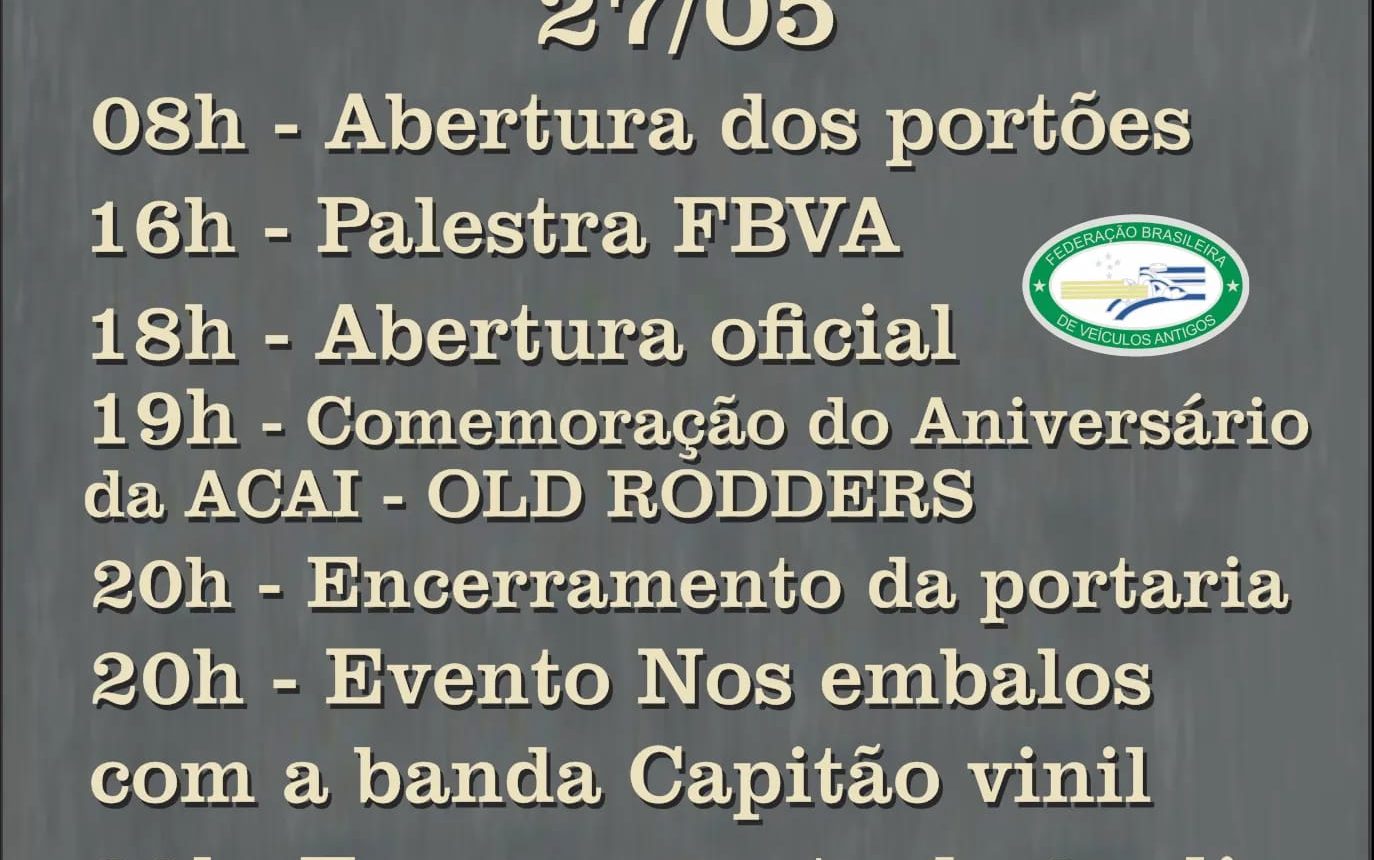 27/05
08h - Abertura dos portões
16h - Palestra FBVA
FEDERAÇÃO BRASILEIRA
DE VEÍCULOS ANTIGOS
18h - Abertura oficial
19h - Comemoração do Aniversário
da ACAI - OLD RODDERS
20h - Encerramento da portaria
20h - Evento Nos embalos
com a banda Capitão vinil